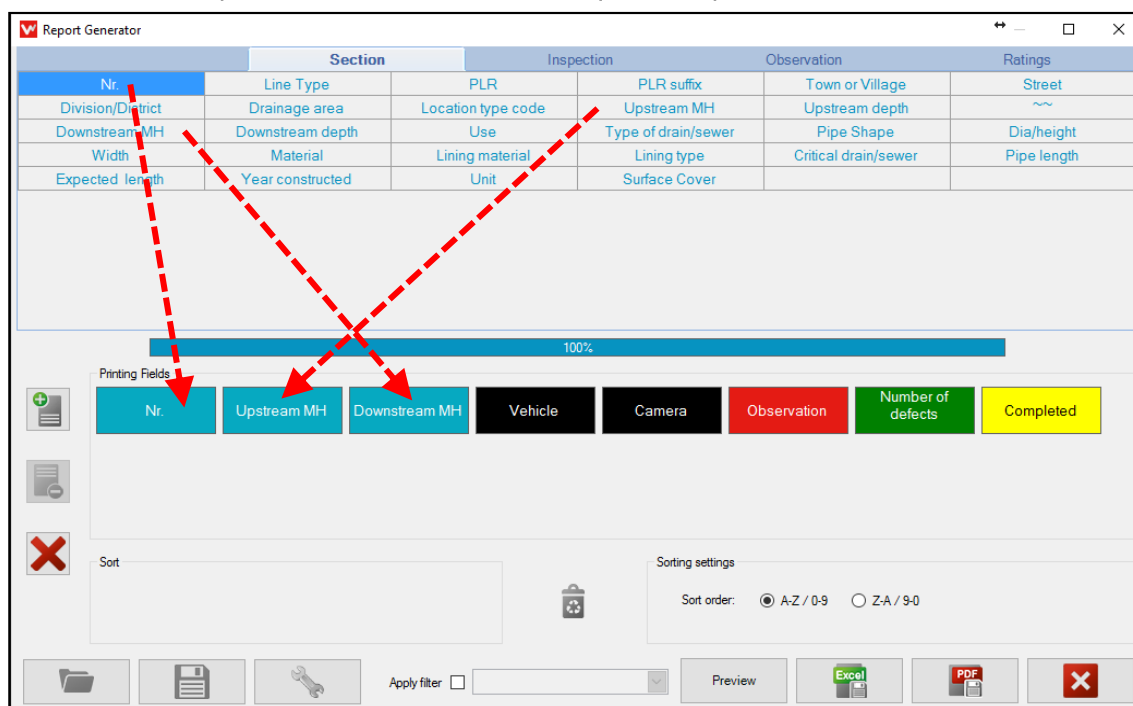 Report Generator
Section Inspection Observation Ratings
Nr. Line Type PLR PLR suffix Town or Village Street
Division/District Drainage area Location type code Upstream MH Upstream depth ~~
Downstream MH Downstream depth Use Type of drain/sewer Pipe Shape Dia/height
Width Material Lining material Lining type Critical drain/sewer Pipe length
Expected length Year constructed Unit Surface Cover
100%
Printing Fields
Nr. Upstream MH Downstream MH Vehicle Camera Observation Number of defects Completed
Sort Sorting settings
Sort order: A-Z / 0-9 Z-A / 9-0
Apply filter Preview Excel PDF